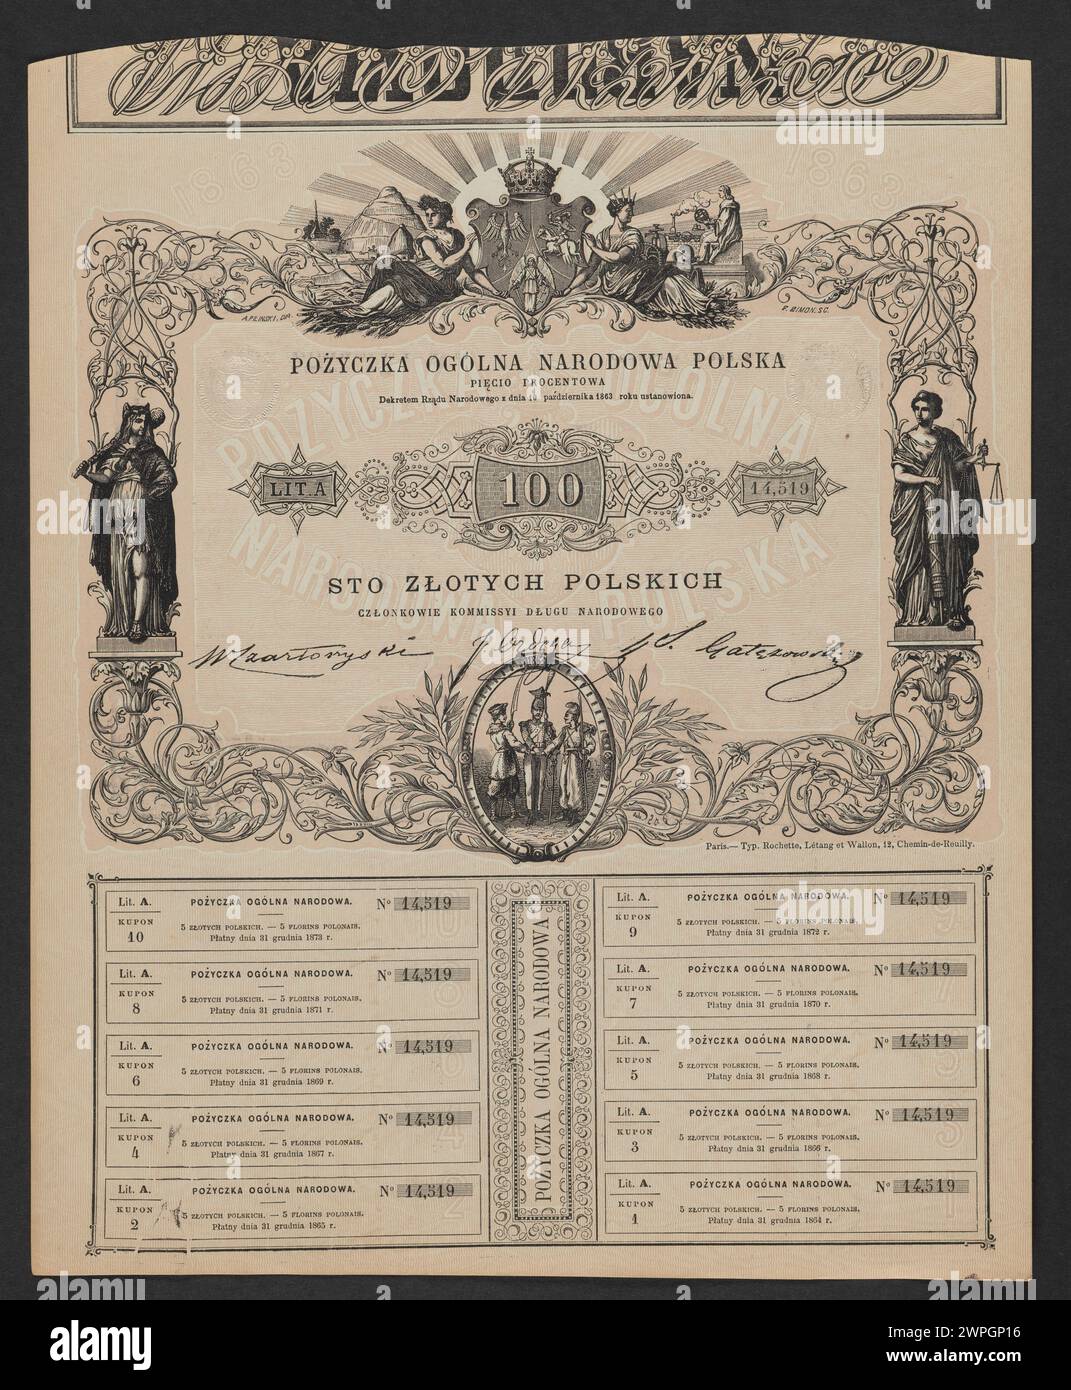 1863
1863
A. PILINSKI, DIR.
F. SIMON, SC.
POŻYCZKA OGÓLNA NARODOWA POLSKA
PIĘCIO PROCENTOWA
Dekretem Rządu Narodowego z dnia 10 października 1863 roku ustanowiona.
POŻYCZKA OGÓLNA
NARODOWA POLSKA
LIT. A 100 14,519
STO ZŁOTYCH POLSKICH
CZŁONKOWIE KOMMISSYI DŁUGU NARODOWEGO
W Czartoryski J. Ordęga S. Gałęzowski
Paris.— Typ. Rochette, Létang et Wallon, 12, Chemin-de-Reuilly.
POŻYCZKA OGÓLNA NARODOWA
Lit. A. POŻYCZKA OGÓLNA NARODOWA. No 14,519
KUPON 10
5 ZŁOTYCH POLSKICH. — 5 FLORINS POLONAIS.
Płatny dnia 31 grudnia 1873 r.
Lit. A. POŻYCZKA OGÓLNA NARODOWA. No 14,519
KUPON 9
5 ZŁOTYCH POLSKICH. — 5 FLORINS POLONAIS.
Płatny dnia 31 grudnia 1872 r.
Lit. A. POŻYCZKA OGÓLNA NARODOWA. No 14,519
KUPON 8
5 ZŁOTYCH POLSKICH. — 5 FLORINS POLONAIS.
Płatny dnia 31 grudnia 1871 r.
Lit. A. POŻYCZKA OGÓLNA NARODOWA. No 14,519
KUPON 7
5 ZŁOTYCH POLSKICH. — 5 FLORINS POLONAIS.
Płatny dnia 31 grudnia 1870 r.
Lit. A. POŻYCZKA OGÓLNA NARODOWA. No 14,519
KUPON 6
5 ZŁOTYCH POLSKICH. — 5 FLORINS POLONAIS.
Płatny dnia 31 grudnia 1869 r.
Lit. A. POŻYCZKA OGÓLNA NARODOWA. No 14,519
KUPON 5
5 ZŁOTYCH POLSKICH. — 5 FLORINS POLONAIS.
Płatny dnia 31 grudnia 1868 r.
Lit. A. POŻYCZKA OGÓLNA NARODOWA. No 14,519
KUPON 4
5 ZŁOTYCH POLSKICH. — 5 FLORINS POLONAIS.
Płatny dnia 31 grudnia 1867 r.
Lit. A. POŻYCZKA OGÓLNA NARODOWA. No 14,519
KUPON 3
5 ZŁOTYCH POLSKICH. — 5 FLORINS POLONAIS.
Płatny dnia 31 grudnia 1866 r.
Lit. A. POŻYCZKA OGÓLNA NARODOWA. No 14,519
KUPON 2
5 ZŁOTYCH POLSKICH. — 5 FLORINS POLONAIS.
Płatny dnia 31 grudnia 1865 r.
Lit. A. POŻYCZKA OGÓLNA NARODOWA. No 14,519
KUPON 1
5 ZŁOTYCH POLSKICH. — 5 FLORINS POLONAIS.
Płatny dnia 31 grudnia 1864 r.
alamy
Image ID: 2WPGP16
www.alamy.com